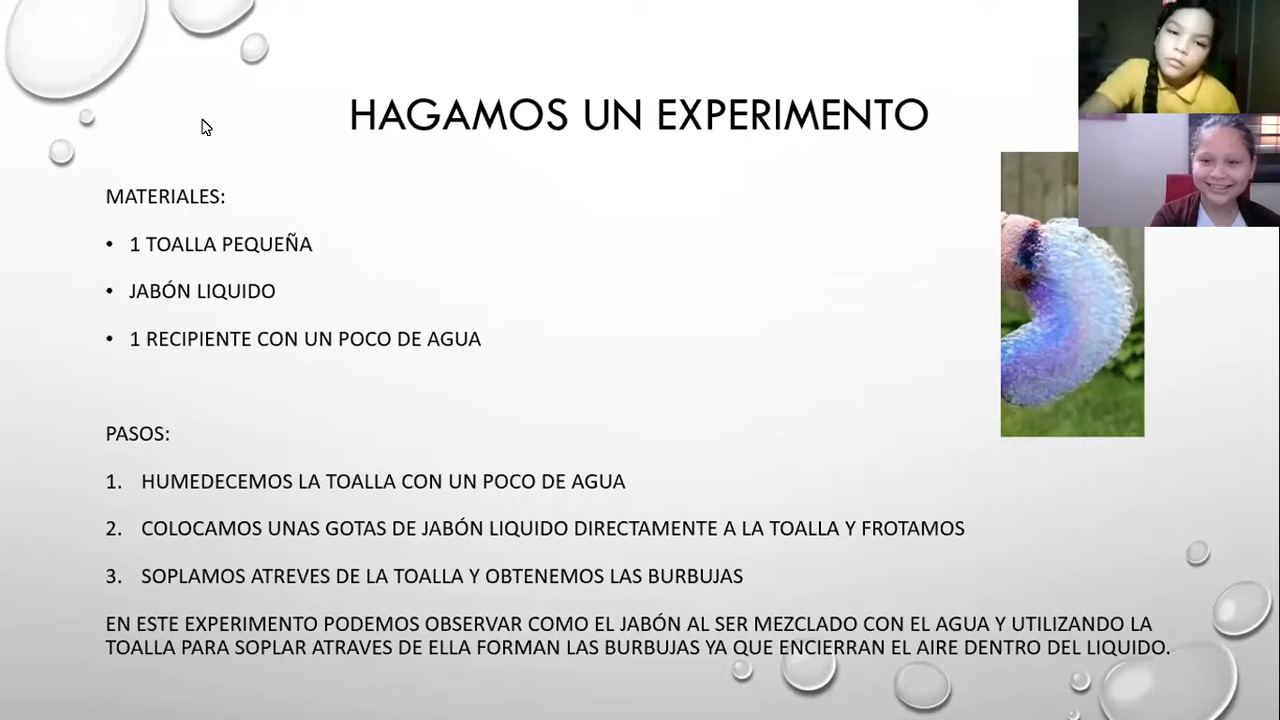 HAGAMOS UN EXPERIMENTO
MATERIALES:
• 1 TOALLA PEQUEÑA
• JABÓN LIQUIDO
• 1 RECIPIENTE CON UN POCO DE AGUA
PASOS:
1. HUMEDECEMOS LA TOALLA CON UN POCO DE AGUA
2. COLOCAMOS UNAS GOTAS DE JABÓN LIQUIDO DIRECTAMENTE A LA TOALLA Y FROTAMOS
3. SOPLAMOS ATREVES DE LA TOALLA Y OBTENEMOS LAS BURBUJAS
EN ESTE EXPERIMENTO PODEMOS OBSERVAR COMO EL JABÓN AL SER MEZCLADO CON EL AGUA Y UTILIZANDO LA
TOALLA PARA SOPLAR ATRAVES DE ELLA FORMAN LAS BURBUJAS YA QUE ENCIERRAN EL AIRE DENTRO DEL LIQUIDO.